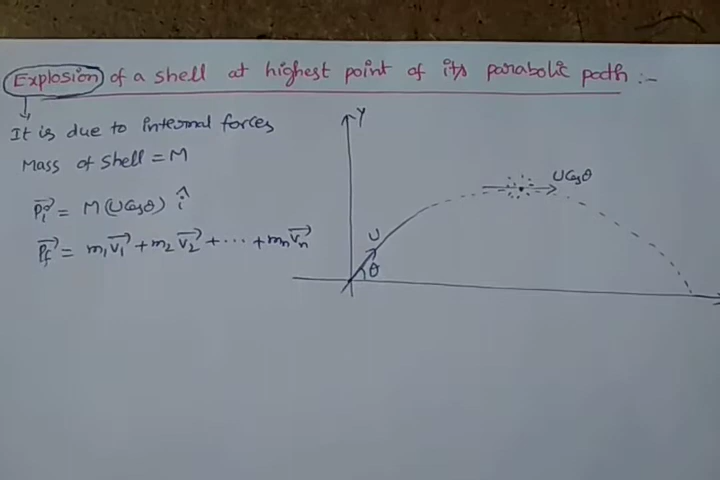 Explosion of a shell at highest point of its parabolic path :-
It is due to internal forces
Mass of shell = M
P⃗i = M(UCosθ) î
P⃗f = m₁v⃗₁ + m₂v⃗₂ + ... + mₙv⃗ₙ
Y
UCosθ
U
θ